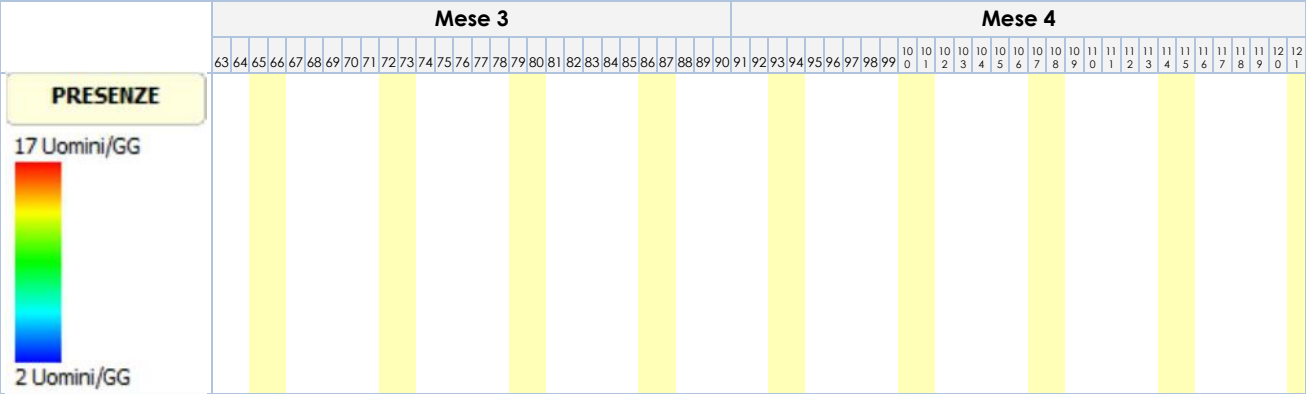 Mese 3 Mese 4
63 64 65 66 67 68 69 70 71 72 73 74 75 76 77 78 79 80 81 82 83 84 85 86 87 88 89 90 91 92 93 94 95 96 97 98 99 100 101 102 103 104 105 106 107 108 109 110 111 112 113 114 115 116 117 118 119 120 121
PRESENZE
17 Uomini/GG
2 Uomini/GG